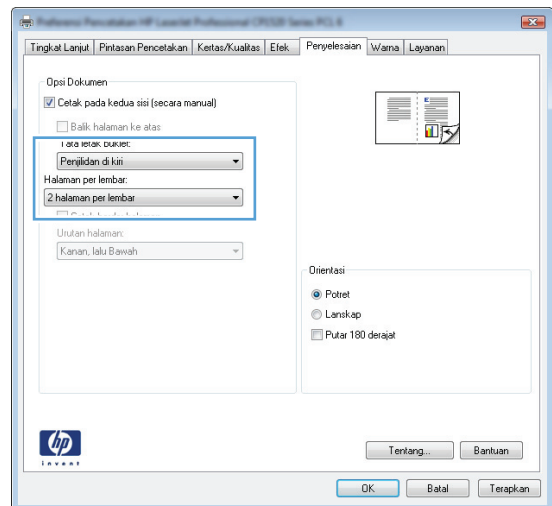 Tingkat Lanjut Pintasan Pencetakan Kertas/Kualitas Efek Penyelesaian Warna Layanan
Opsi Dokumen
Cetak pada kedua sisi (secara manual)
Balik halaman ke atas
Tata letak buklet:
Penjilidan di kiri
Halaman per lembar:
2 halaman per lembar
Urutan halaman:
Kanan, lalu Bawah
Orientasi
Potret
Lanskap
Putar 180 derajat
hp
invent
Tentang... Bantuan
OK Batal Terapkan